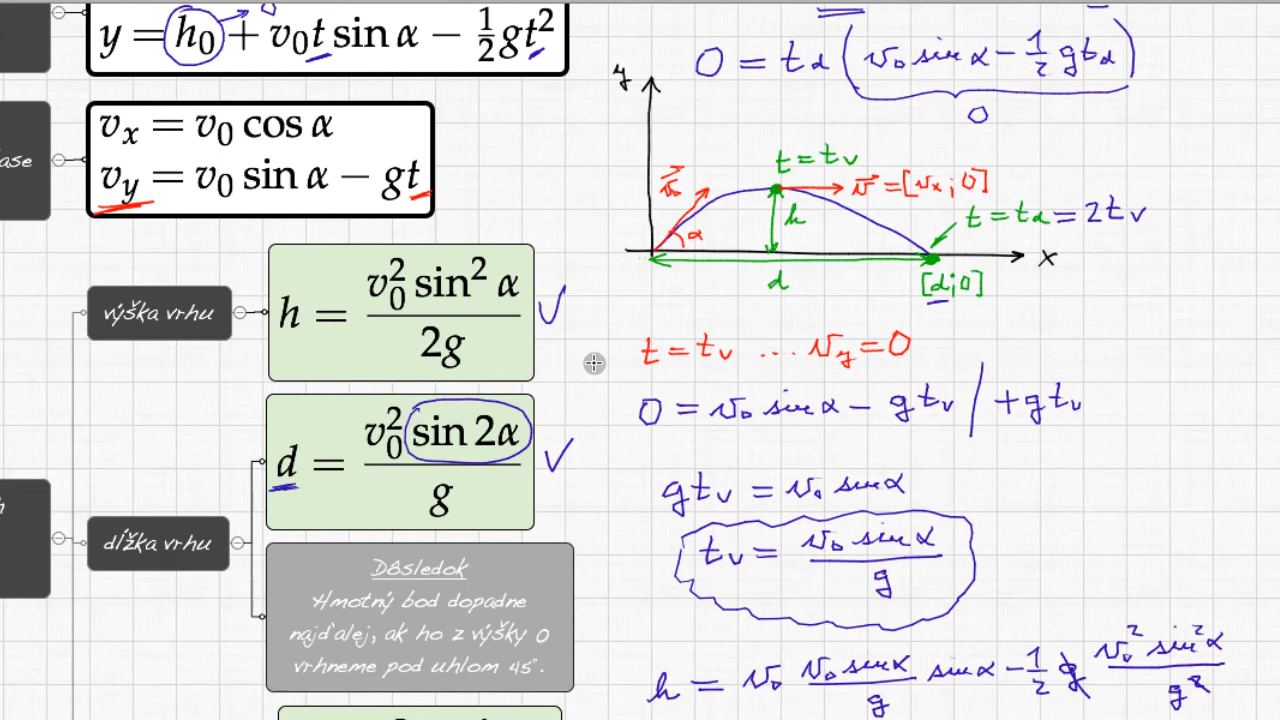 y = h₀ + v₀t sin α − ½gt²
0
ase
vₓ = v₀ cos α
v_y = v₀ sin α − gt
výška vrhu
h = v₀² sin² α / 2g
h
dĺžka vrhu
d = v₀² sin 2α / g
Dôsledok
Hmotný bod dopadne
najďalej, ak ho z výšky 0
vrhneme pod uhlom 45°.
0 = t_d (v₀ sin α − ½ g t_d)
0
y
t = t_v
v⃗
v⃗ = [vₓ; 0]
α
h
t = t_d = 2t_v
x
d
[d; 0]
t = t_v ... v_y = 0
0 = v₀ sin α − g t_v / + g t_v
g t_v = v₀ sin α
t_v = v₀ sin α / g
h = v₀ v₀ sin α / g sin α − ½ g v₀² sin² α / g²